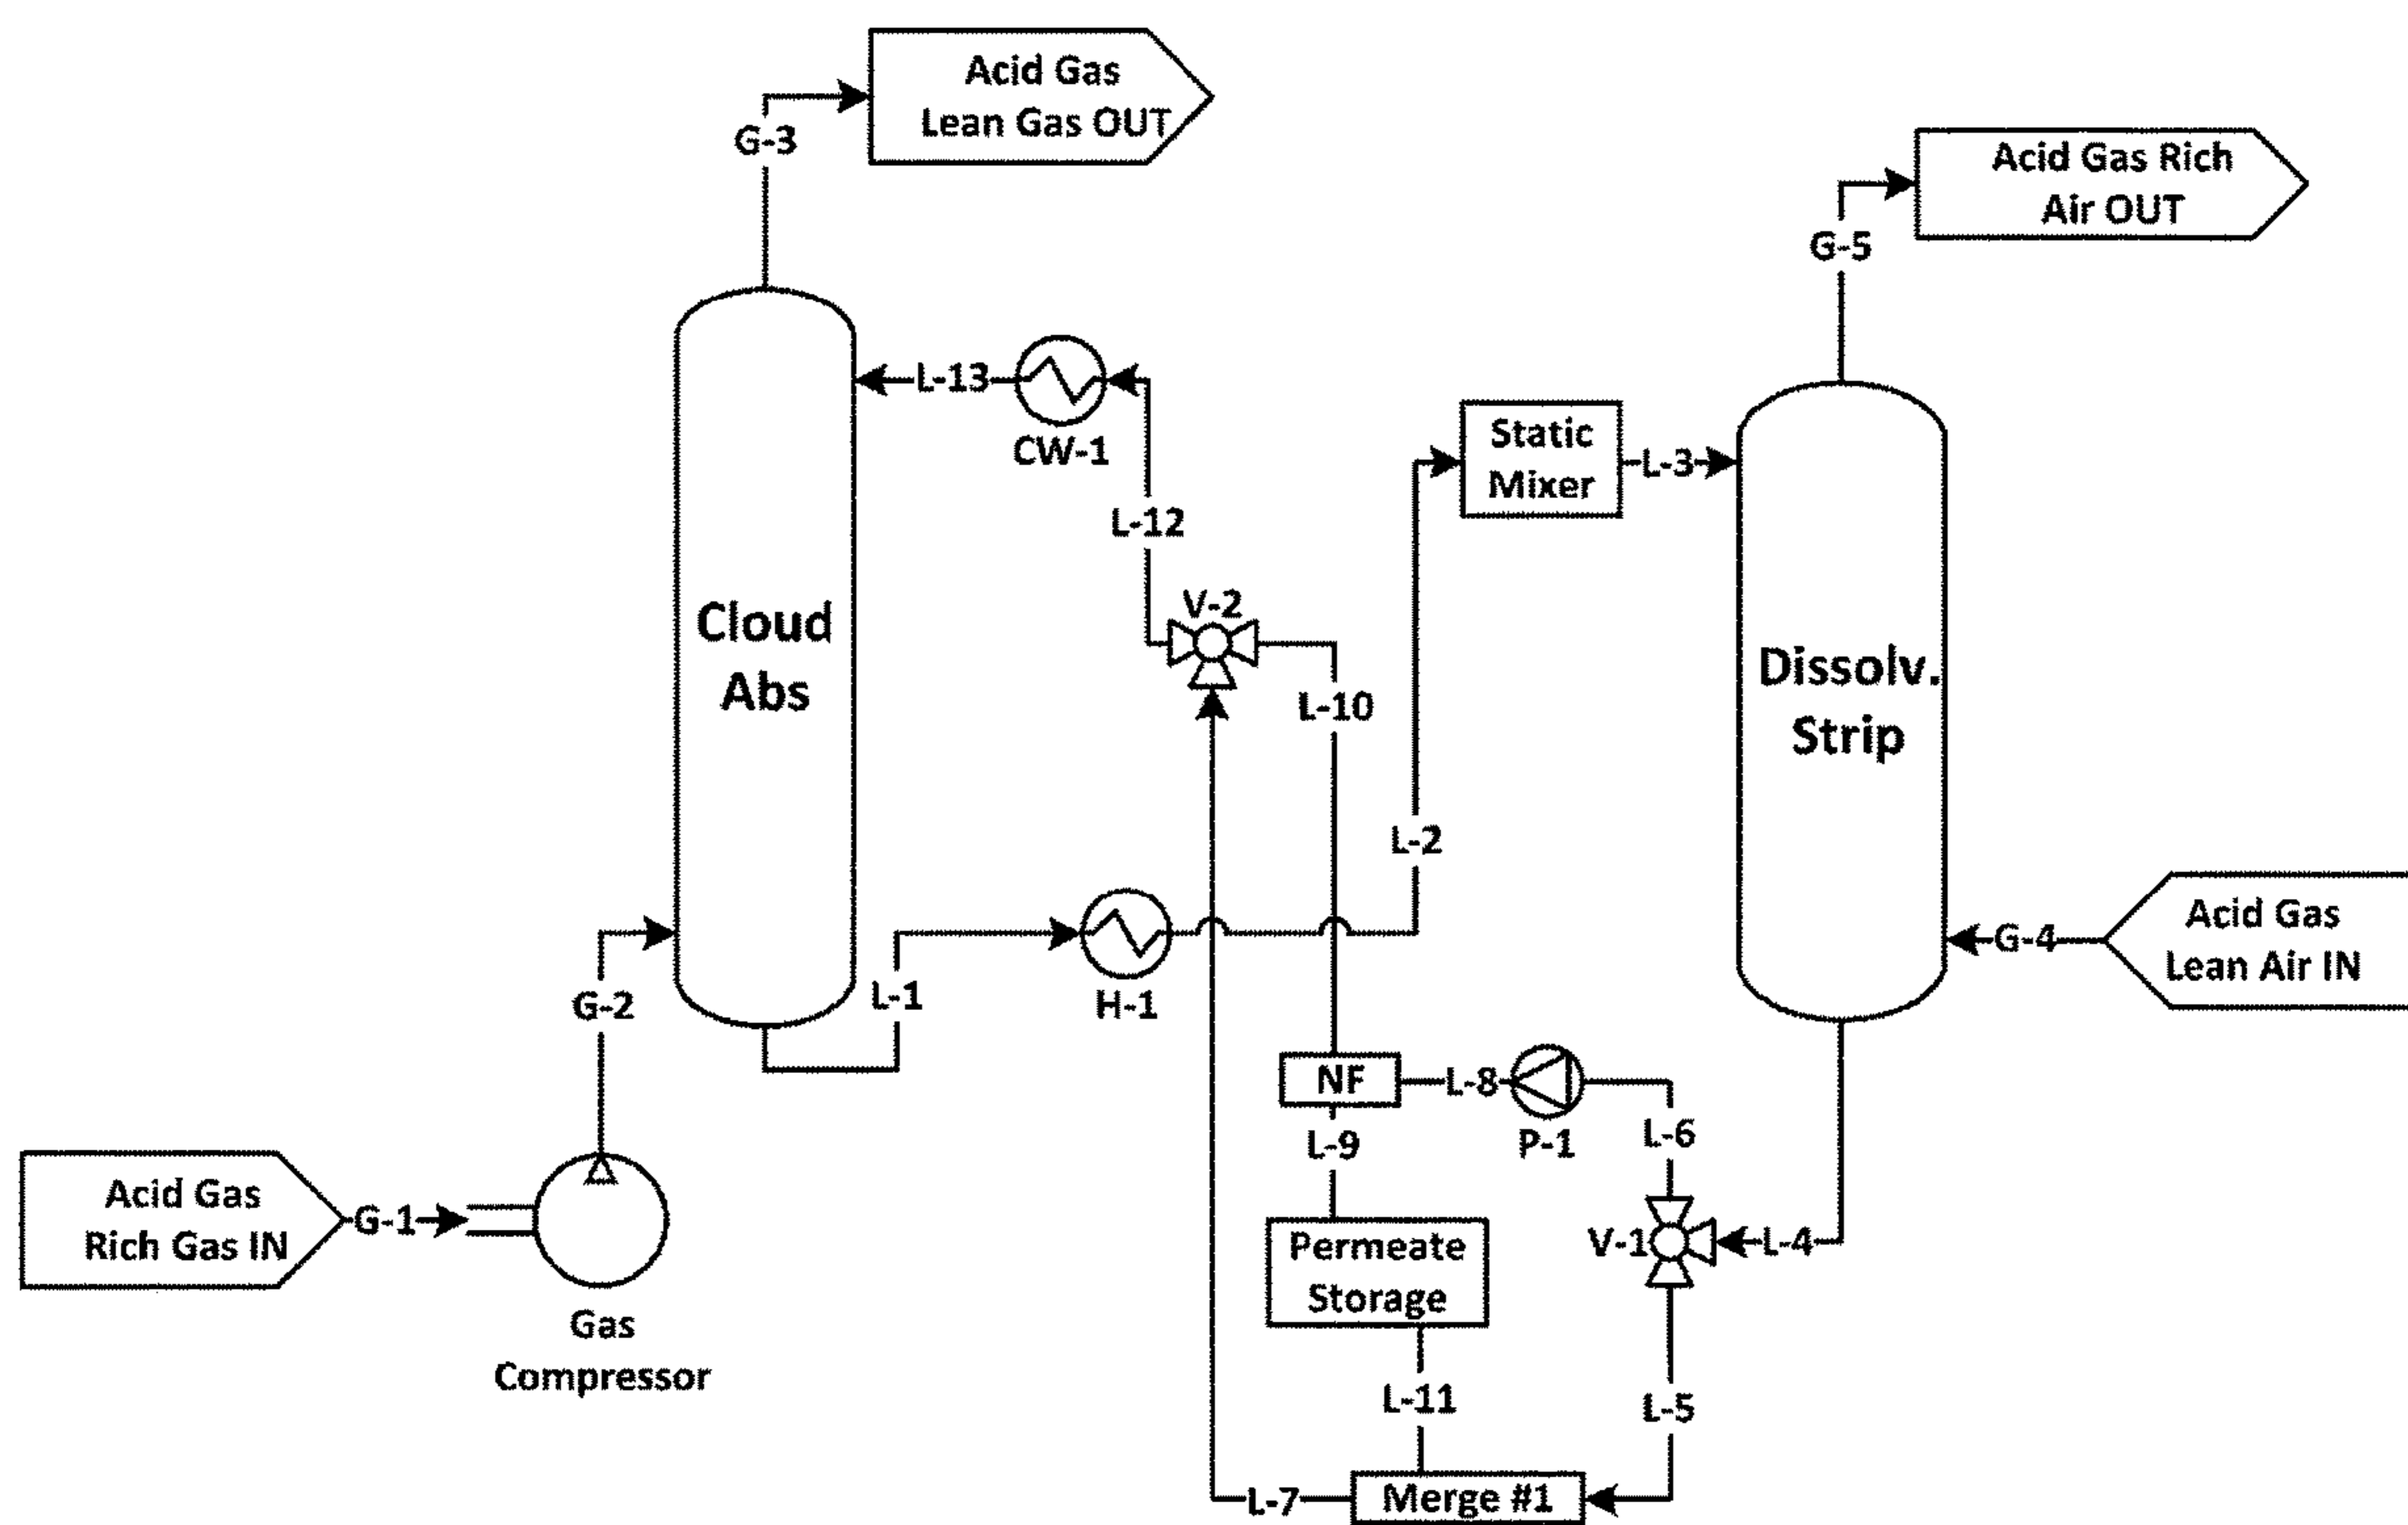 Acid Gas
Lean Gas OUT
G-3
Acid Gas Rich
Air OUT
G-5
L-13
CW-1
Static
Mixer
L-3
L-12
V-2
Cloud
Abs
L-10
Dissolv.
Strip
L-2
Acid Gas
Lean Air IN
G-4
G-2
L-1
H-1
NF
L-8
P-1
L-6
L-9
Acid Gas
Rich Gas IN
G-1
Gas
Compressor
Permeate
Storage
V-1
L-4
L-11
L-5
L-7
Merge #1